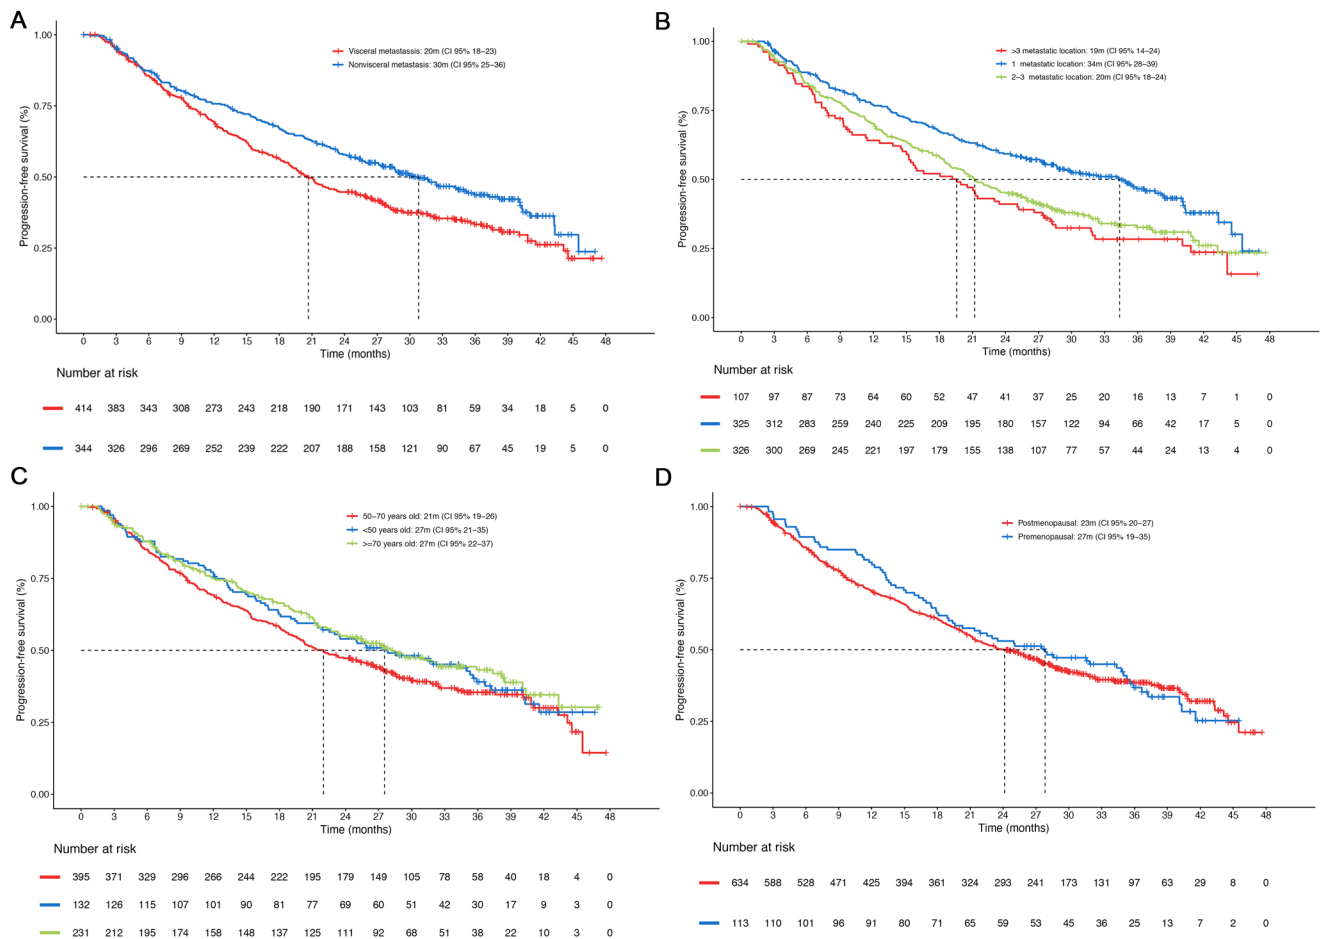 A
Progression-free survival (%)
1.00
0.75
0.50
0.25
0.00
Visceral metastassis: 20m (CI 95% 18–23)
Nonvisceral metastasis: 30m (CI 95% 25–36)
0 3 6 9 12 15 18 21 24 27 30 33 36 39 42 45 48
Time (months)
Number at risk
414 383 343 308 273 243 218 190 171 143 103 81 59 34 18 5 0
344 326 296 269 252 239 222 207 188 158 121 90 67 45 19 5 0
B
Progression-free survival (%)
1.00
0.75
0.50
0.25
0.00
>3 metastatic location: 19m (CI 95% 14–24)
1 metastatic location: 34m (CI 95% 28–39)
2–3 metastatic location: 20m (CI 95% 18–24)
0 3 6 9 12 15 18 21 24 27 30 33 36 39 42 45 48
Time (months)
Number at risk
107 97 87 73 64 60 52 47 41 37 25 20 16 13 7 1 0
325 312 283 259 240 225 209 195 180 157 122 94 66 42 17 5 0
326 300 269 245 221 197 179 155 138 107 77 57 44 24 13 4 0
C
Progression-free survival (%)
1.00
0.75
0.50
0.25
0.00
50–70 years old: 21m (CI 95% 19–26)
<50 years old: 27m (CI 95% 21–35)
>=70 years old: 27m (CI 95% 22–37)
0 3 6 9 12 15 18 21 24 27 30 33 36 39 42 45 48
Time (months)
Number at risk
395 371 329 296 266 244 222 195 179 149 105 78 58 40 18 4 0
132 126 115 107 101 90 81 77 69 60 51 42 30 17 9 3 0
231 212 195 174 158 148 137 125 111 92 68 51 38 22 10 3 0
D
Progression-free survival (%)
1.00
0.75
0.50
0.25
0.00
Postmenopausal: 23m (CI 95% 20–27)
Premenopausal: 27m (CI 95% 19–35)
0 3 6 9 12 15 18 21 24 27 30 33 36 39 42 45 48
Time (months)
Number at risk
634 588 528 471 425 394 361 324 293 241 173 131 97 63 29 8 0
113 110 101 96 91 80 71 65 59 53 45 36 25 13 7 2 0